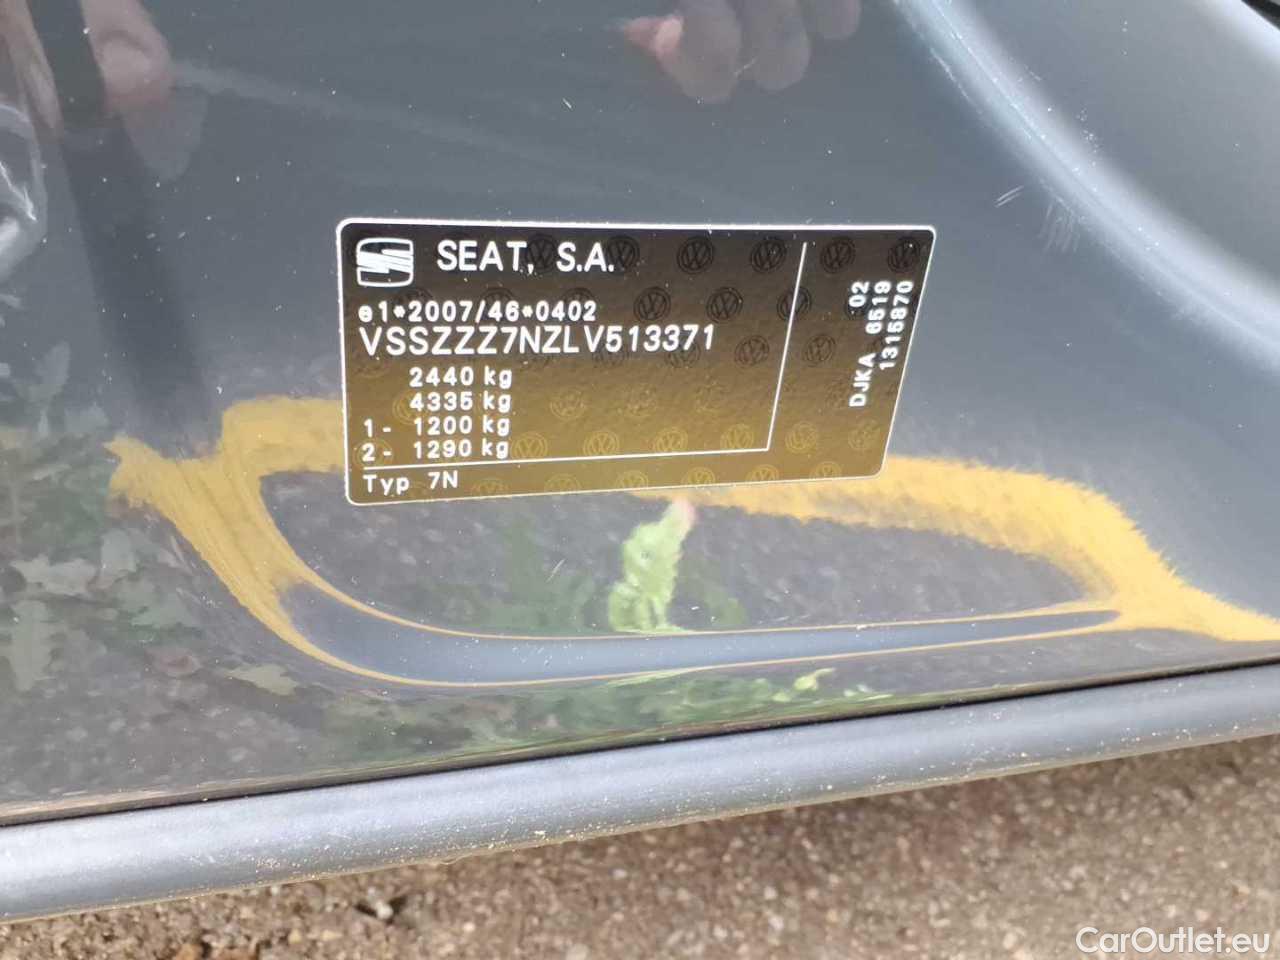 SEAT, S.A.
e1*2007/46*0402
VSSZZZ7NZLV513371
2440 kg
4335 kg
1 - 1200 kg
2 - 1290 kg
Typ 7N
DJKA 6519 02
1315870
CarOutlet.eu